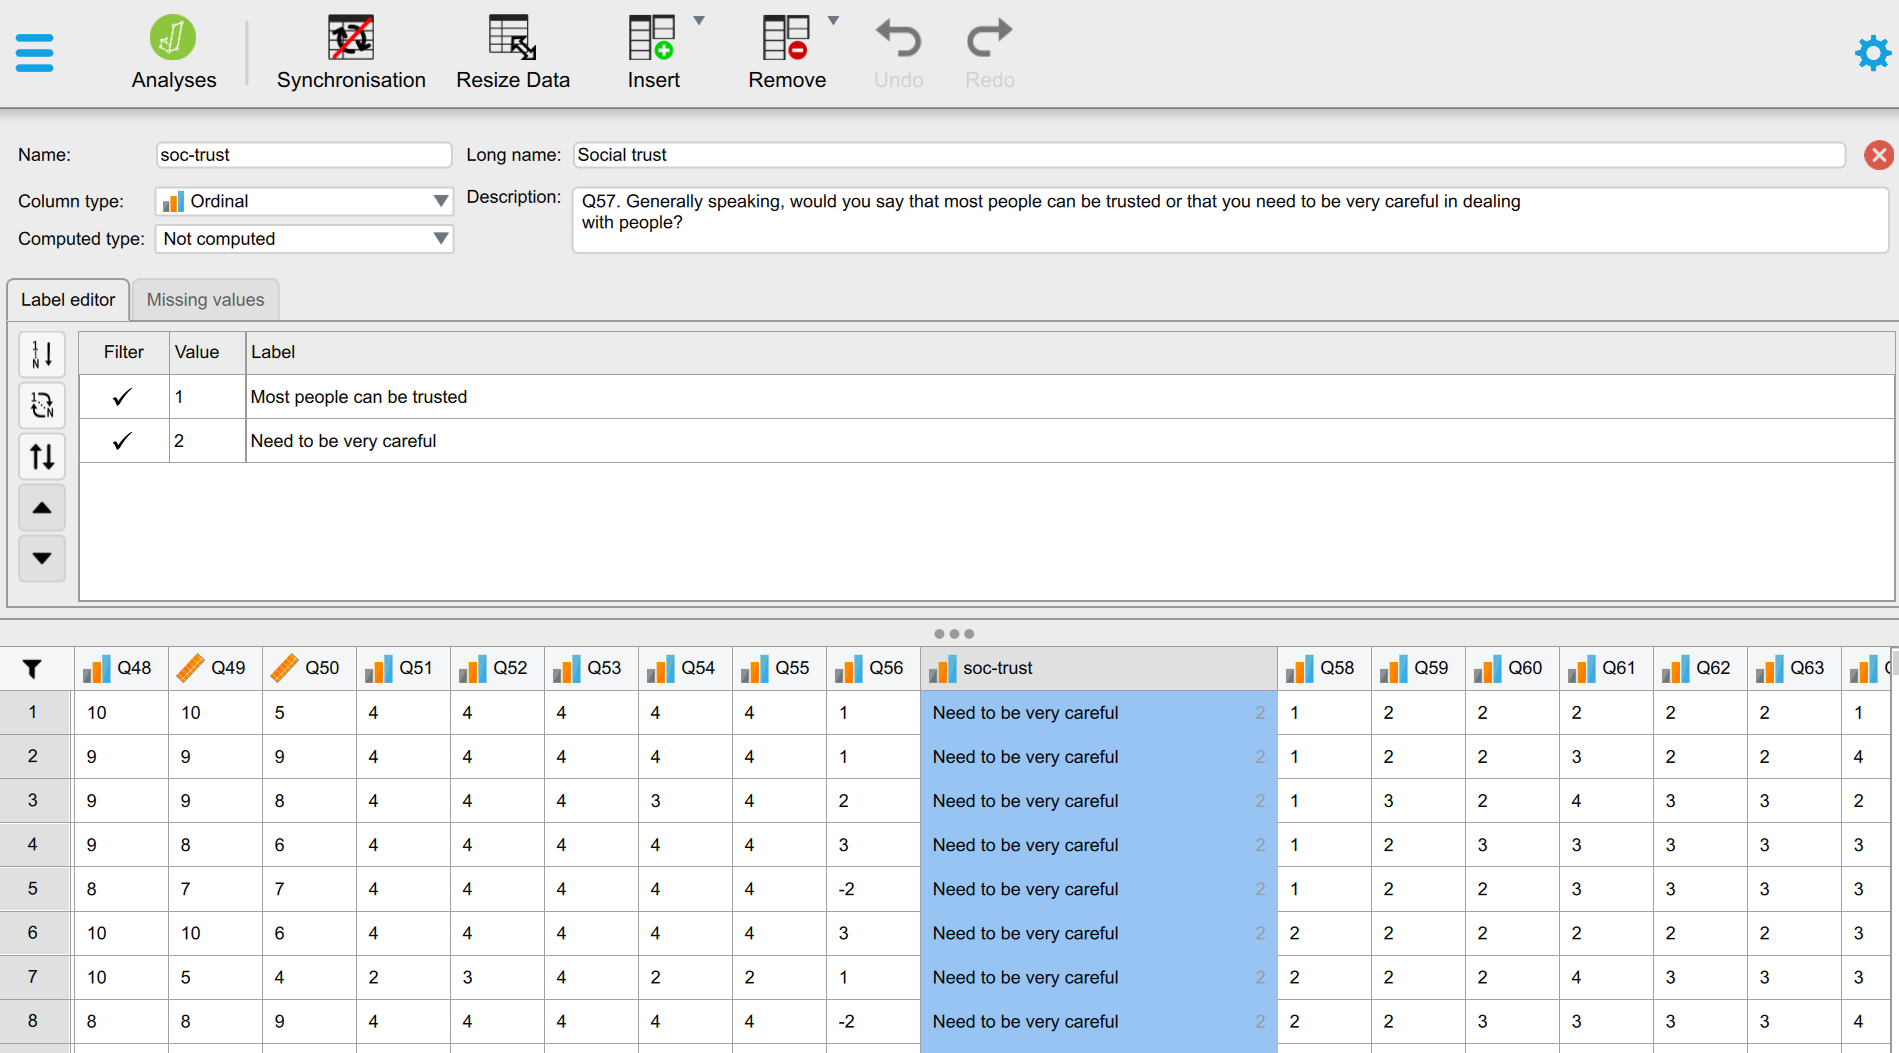 Analyses
Synchronisation
Resize Data
Insert
Remove
Undo
Redo
Name: soc-trust Long name: Social trust
Column type: Ordinal Description: Q57. Generally speaking, would you say that most people can be trusted or that you need to be very careful in dealing
with people?
Computed type: Not computed
Label editor Missing values
Filter Value Label
1 Most people can be trusted
2 Need to be very careful
Q48 Q49 Q50 Q51 Q52 Q53 Q54 Q55 Q56 soc-trust Q58 Q59 Q60 Q61 Q62 Q63
1 10 10 5 4 4 4 4 4 1 Need to be very careful 2 1 2 2 2 2 2 1
2 9 9 9 4 4 4 4 4 1 Need to be very careful 2 1 2 2 3 2 2 4
3 9 9 8 4 4 4 3 4 2 Need to be very careful 2 1 3 2 4 3 3 2
4 9 8 6 4 4 4 4 4 3 Need to be very careful 2 1 2 3 3 3 3 3
5 8 7 7 4 4 4 4 4 -2 Need to be very careful 2 1 2 2 3 3 3 3
6 10 10 6 4 4 4 4 4 3 Need to be very careful 2 2 2 2 2 2 2 3
7 10 5 4 2 3 4 2 2 1 Need to be very careful 2 2 2 2 4 3 3 3
8 8 8 9 4 4 4 4 4 -2 Need to be very careful 2 2 2 3 3 3 3 4